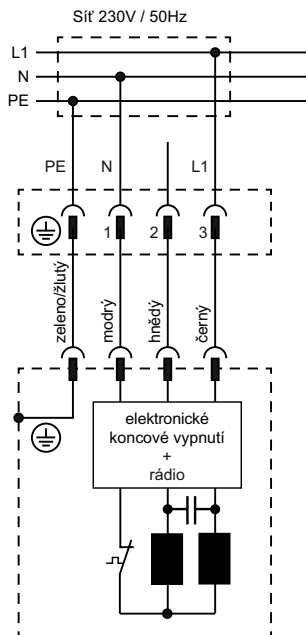 Síť 230V / 50Hz
L1
N
PE
PE N L1
1 2 3
zeleno/žlutý
modrý
hnědý
černý
elektronické
koncové vypnutí
+
rádio